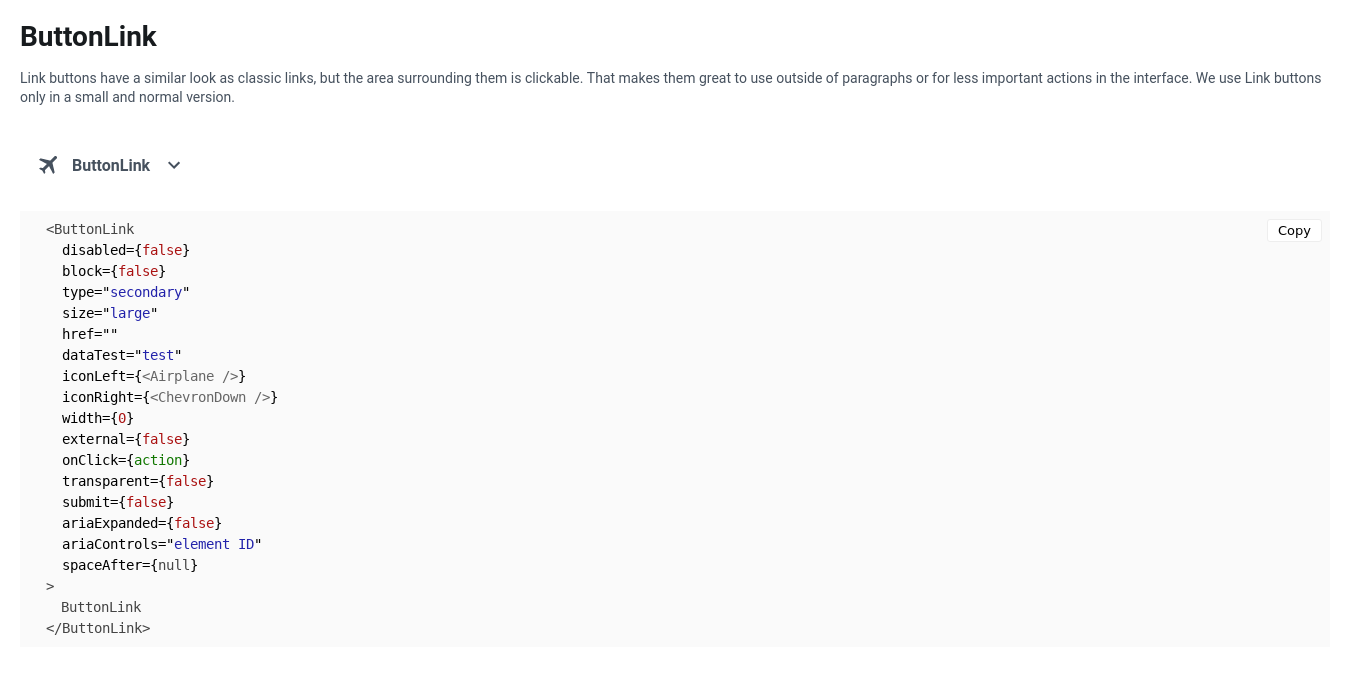 ButtonLink
Link buttons have a similar look as classic links, but the area surrounding them is clickable. That makes them great to use outside of paragraphs or for less important actions in the interface. We use Link buttons
only in a small and normal version.
ButtonLink
Copy
<ButtonLink
disabled={false}
block={false}
type="secondary"
size="large"
href=""
dataTest="test"
iconLeft={<Airplane />}
iconRight={<ChevronDown />}
width={0}
external={false}
onClick={action}
transparent={false}
submit={false}
ariaExpanded={false}
ariaControls="element ID"
spaceAfter={null}
>
ButtonLink
</ButtonLink>